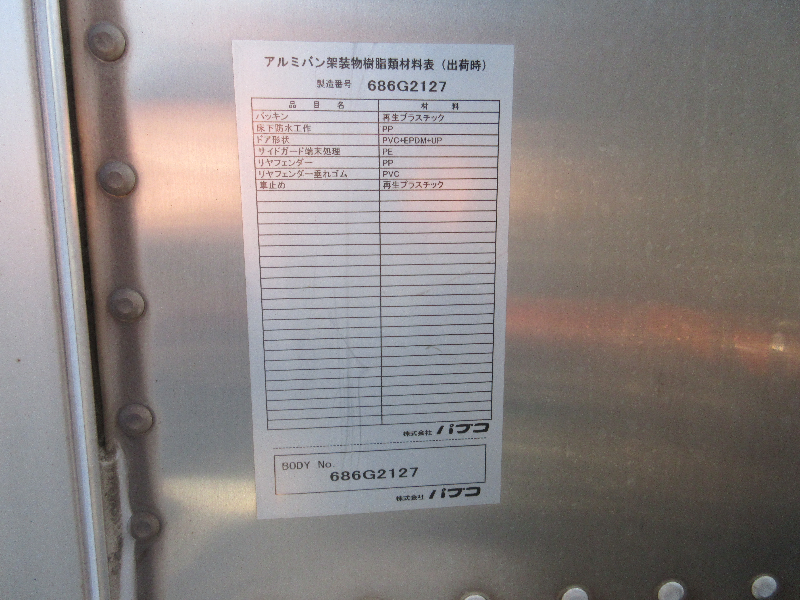 アルミバン架装物樹脂類材料表（出荷時）
製造番号 686G2127
品目名 材料
パッキン 再生プラスチック
床下防水工作 PP
ドア形状 PVC+EPDM+UP
サイドガード端末処理 PE
リヤフェンダー PP
リヤフェンダー垂れゴム PVC
車止め 再生プラスチック
株式会社 パブコ
BODY No.
686G2127
株式会社 パブコ